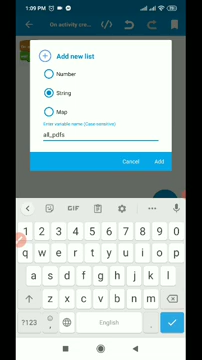 1:09 PM
On activity cre...
Add new list
Number
String
Map
Enter variable name (Case-sensitive)
all_pdfs
Cancel
Add
GIF
1 2 3 4 5 6 7 8 9 0
q w e r t y u i o p
a s d f g h j k l
z x c v b n m
?123 , English .